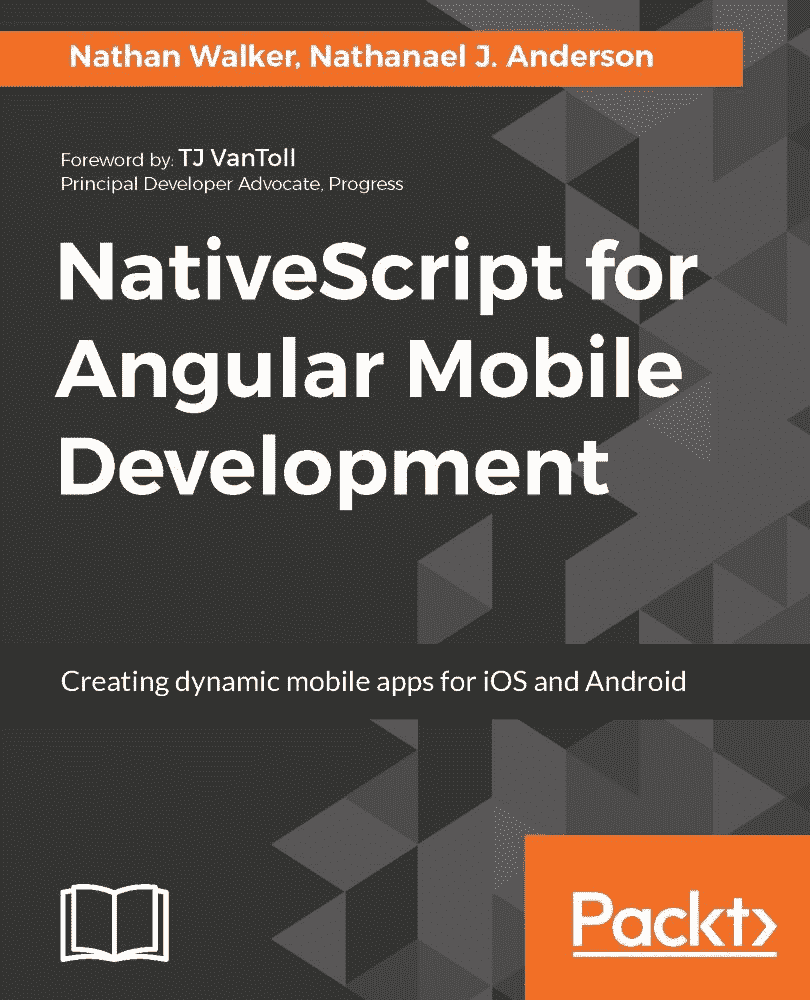 Nathan Walker, Nathanael J. Anderson
Foreword by: TJ VanToll
Principal Developer Advocate, Progress
NativeScript for
Angular Mobile
Development
Creating dynamic mobile apps for iOS and Android
Packt>